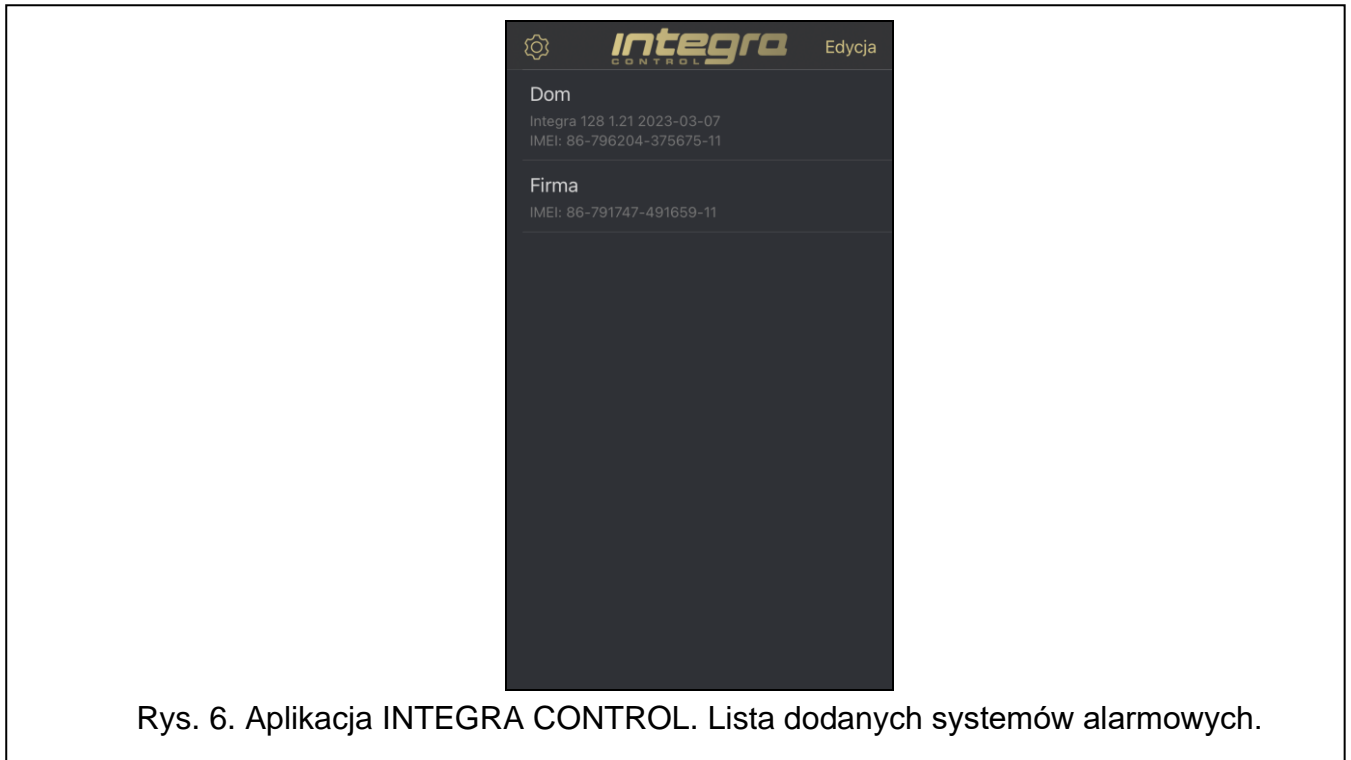 Integra
CONTROL
Edycja
Dom
Integra 128 1.21 2023-03-07
IMEI: 86-796204-375675-11
Firma
IMEI: 86-791747-491659-11
Rys. 6. Aplikacja INTEGRA CONTROL. Lista dodanych systemów alarmowych.